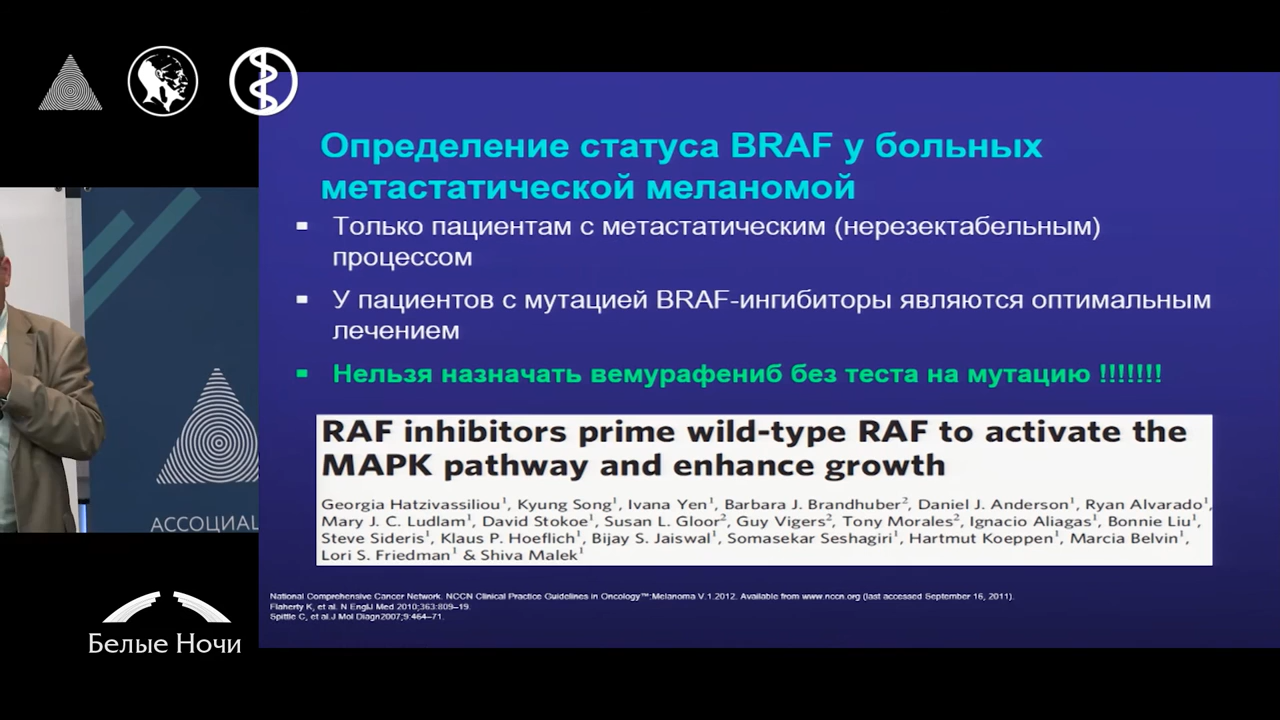 Определение статуса BRAF у больных
метастатической меланомой
Только пациентам с метастатическим (нерезектабельным)
процессом
У пациентов с мутацией BRAF-ингибиторы являются оптимальным
лечением
Нельзя назначать вемурафениб без теста на мутацию !!!!!!!
RAF inhibitors prime wild-type RAF to activate the
MAPK pathway and enhance growth
Georgia Hatzivassiliou¹, Kyung Song¹, Ivana Yen¹, Barbara J. Brandhuber², Daniel J. Anderson¹, Ryan Alvarado¹,
Mary J. C. Ludlam¹, David Stokoe¹, Susan L. Gloor², Guy Vigers², Tony Morales², Ignacio Aliagas¹, Bonnie Liu¹,
Steve Sideris¹, Klaus P. Hoeflich¹, Bijay S. Jaiswal¹, Somasekar Seshagiri¹, Hartmut Koeppen¹, Marcia Belvin¹,
Lori S. Friedman¹ & Shiva Malek¹
National Comprehensive Cancer Network. NCCN Clinical Practice Guidelines in Oncology™:Melanoma V.1.2012. Available from www.nccn.org (last accessed September 16, 2011).
Flaherty K, et al. N Engl J Med 2010;363:809–19.
Spittle C, et al.J Mol Diagn2007;9:464–71.
АССОЦИАЦ
Белые Ночи